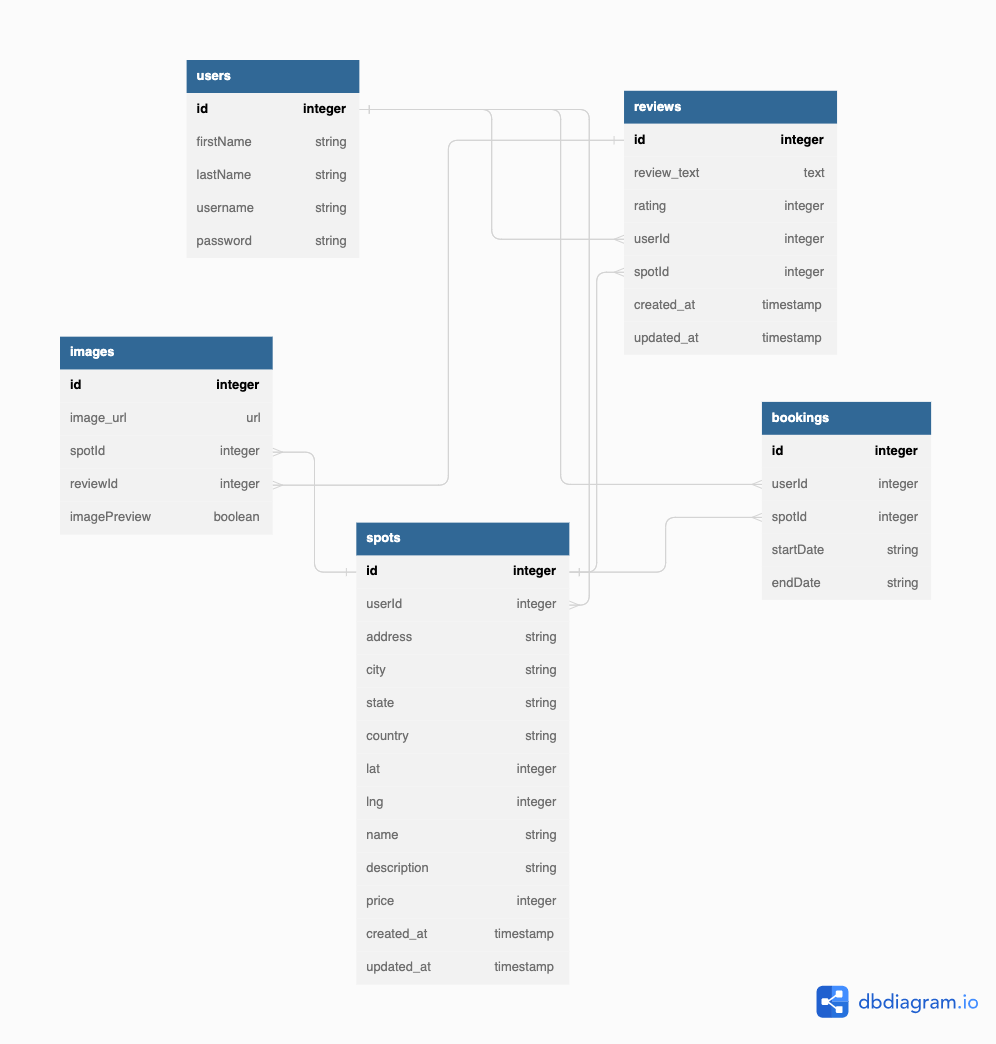 users
id integer
firstName string
lastName string
username string
password string
reviews
id integer
review_text text
rating integer
userId integer
spotId integer
created_at timestamp
updated_at timestamp
images
id integer
image_url url
spotId integer
reviewId integer
imagePreview boolean
bookings
id integer
userId integer
spotId integer
startDate string
endDate string
spots
id integer
userId integer
address string
city string
state string
country string
lat integer
lng integer
name string
description string
price integer
created_at timestamp
updated_at timestamp
dbdiagram.io